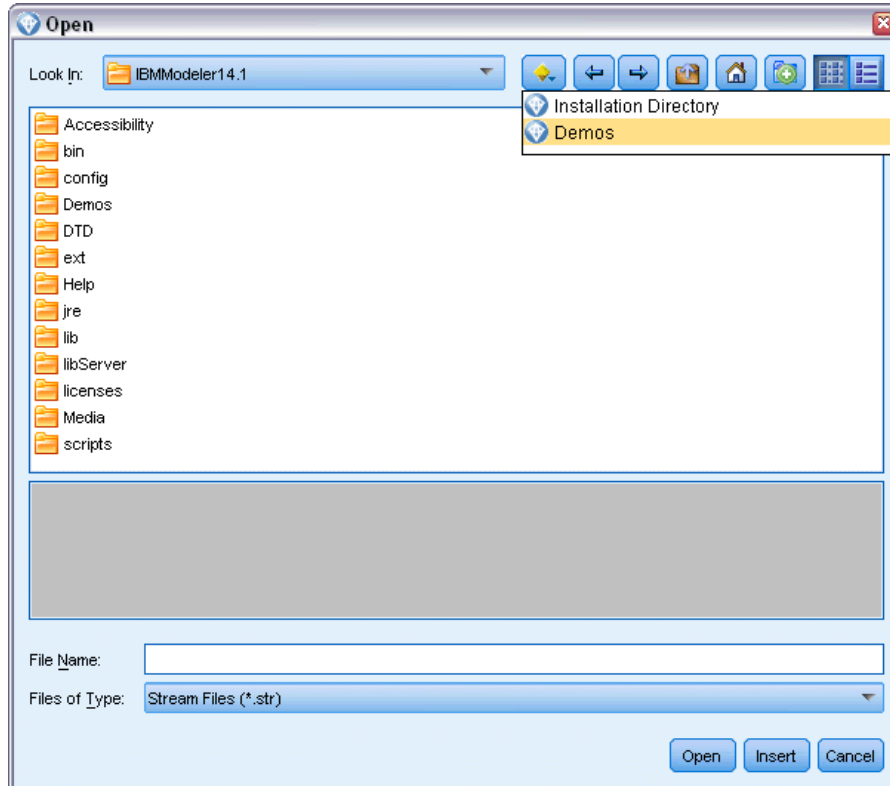 Open
Look In: IBMModeler14.1
Installation Directory
Demos
Accessibility
bin
config
Demos
DTD
ext
Help
jre
lib
libServer
licenses
Media
scripts
File Name:
Files of Type: Stream Files (*.str)
Open Insert Cancel